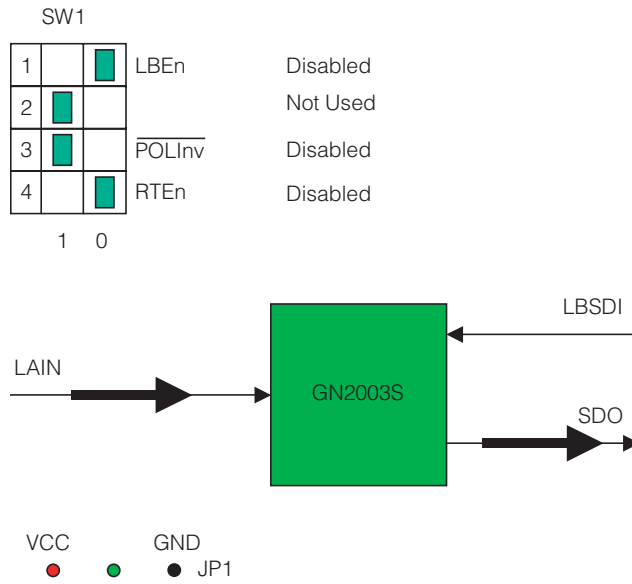 SW1
1 LBEn Disabled
2 Not Used
3 POLInv Disabled
4 RTEn Disabled
1 0
LBSDI
LAIN
GN2003S
SDO
VCC GND
JP1